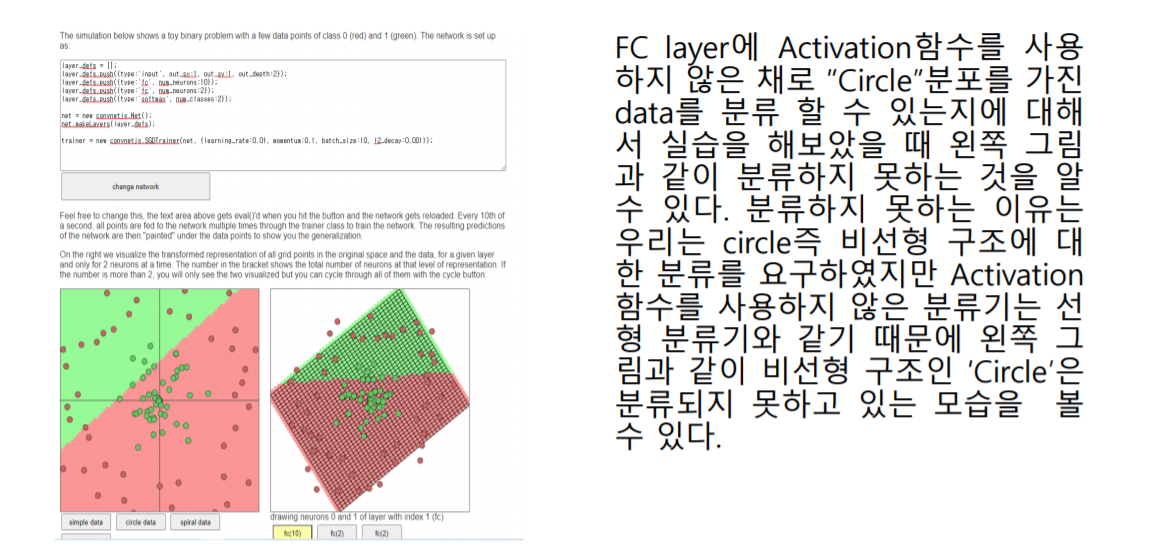 The simulation below shows a toy binary problem with a few data points of class 0 (red) and 1 (green). The network is set up
as:
layer_defs = [];
layer_defs.push({type:'input', out_sx:1, out_sy:1, out_depth:2});
layer_defs.push({type:'fc', num_neurons:10});
layer_defs.push({type:'fc', num_neurons:2});
layer_defs.push({type:'softmax', num_classes:2});
net = new convnetjs.Net();
net.makeLayers(layer_defs);
trainer = new convnetjs.SGDTrainer(net, {learning_rate:0.01, momentum:0.1, batch_size:10, l2_decay:0.001});
change network
Feel free to change this, the text area above gets eval()'d when you hit the button and the network gets reloaded. Every 10th of
a second, all points are fed to the network multiple times through the trainer class to train the network. The resulting predictions
of the network are then "painted" under the data points to show you the generalization.
On the right we visualize the transformed representation of all grid points in the original space and the data, for a given layer
and only for 2 neurons at a time. The number in the bracket shows the total number of neurons at that level of representation. If
the number is more than 2, you will only see the two visualized but you can cycle through all of them with the cycle button.
simple data
circle data
spiral data
drawing neurons 0 and 1 of layer with index 1 (fc)
fc(10)
fc(2)
fc(2)
FC layer에 Activation함수를 사용
하지 않은 채로 "Circle"분포를 가진
data를 분류 할 수 있는지에 대해
서 실습을 해보았을 때 왼쪽 그림
과 같이 분류하지 못하는 것을 알
수 있다. 분류하지 못하는 이유는
우리는 circle즉 비선형 구조에 대
한 분류를 요구하였지만 Activation
함수를 사용하지 않은 분류기는 선
형 분류기와 같기 때문에 왼쪽 그
림과 같이 비선형 구조인 'Circle'은
분류되지 못하고 있는 모습을 볼
수 있다.